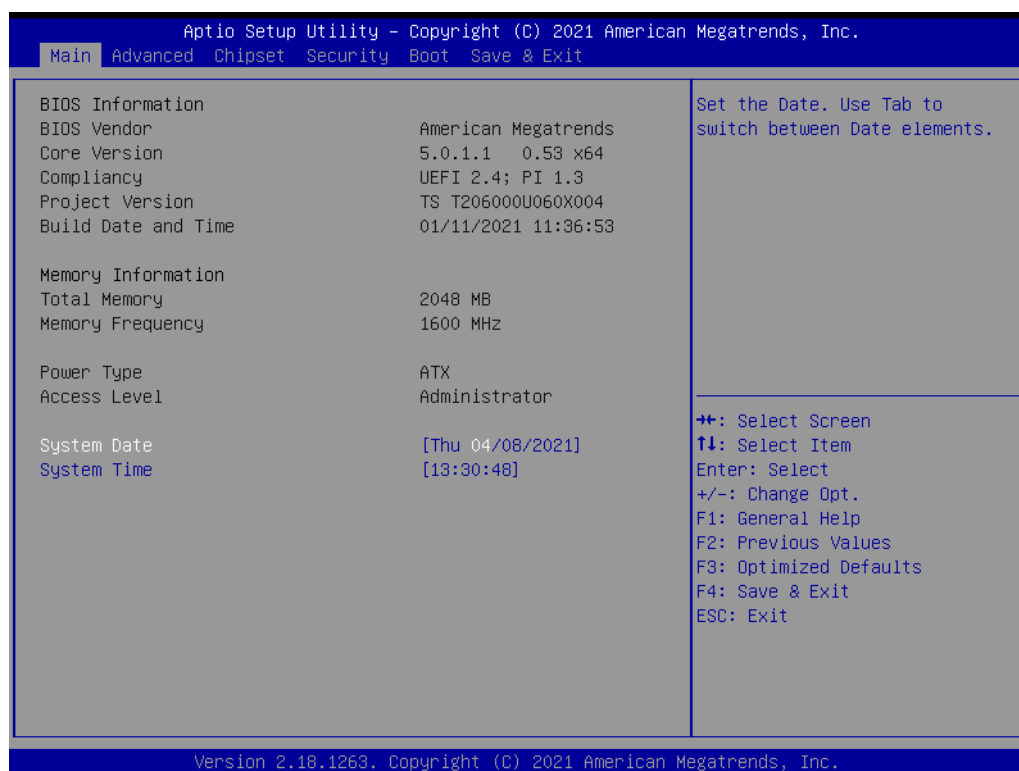 Aptio Setup Utility – Copyright (C) 2021 American Megatrends, Inc.
Main Advanced Chipset Security Boot Save & Exit
BIOS Information
BIOS Vendor American Megatrends
Core Version 5.0.1.1 0.53 x64
Compliancy UEFI 2.4; PI 1.3
Project Version TS T206000U060X004
Build Date and Time 01/11/2021 11:36:53
Memory Information
Total Memory 2048 MB
Memory Frequency 1600 MHz
Power Type ATX
Access Level Administrator
System Date [Thu 04/08/2021]
System Time [13:30:48]
Set the Date. Use Tab to
switch between Date elements.
→←: Select Screen
↑↓: Select Item
Enter: Select
+/-: Change Opt.
F1: General Help
F2: Previous Values
F3: Optimized Defaults
F4: Save & Exit
ESC: Exit
Version 2.18.1263. Copyright (C) 2021 American Megatrends, Inc.